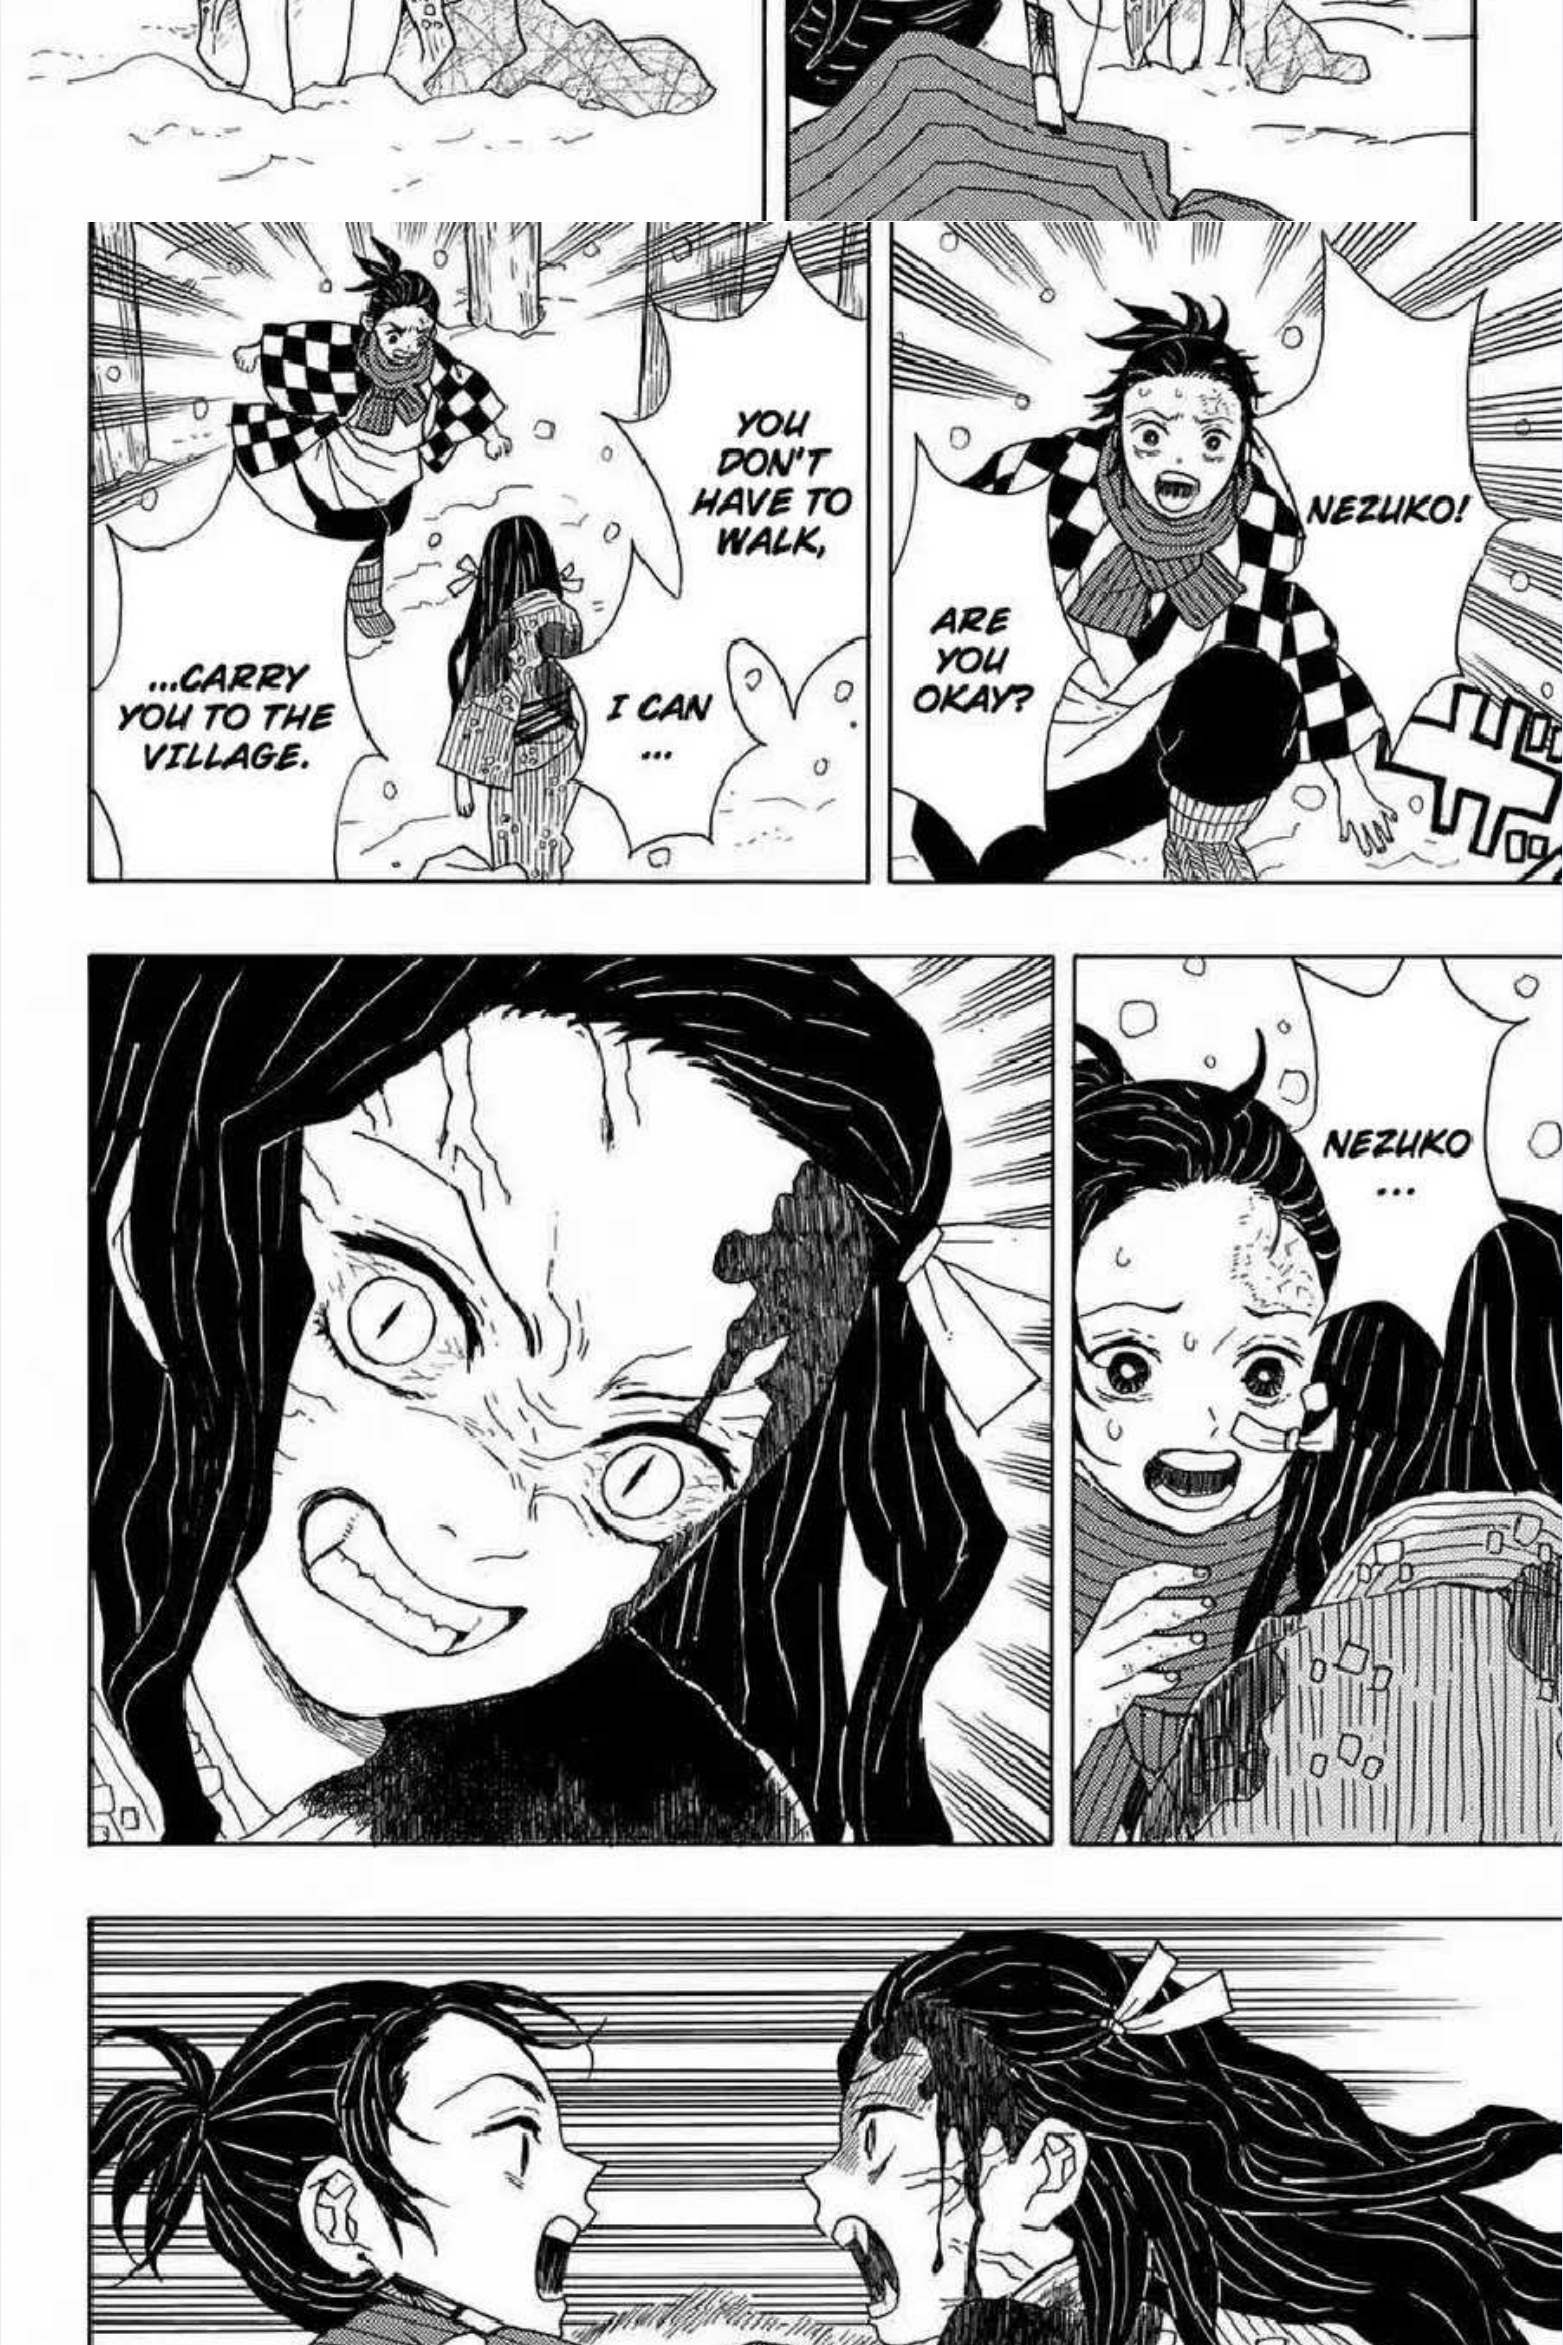 NEZUKO!
ARE
YOU
OKAY?
YOU
DON'T
HAVE TO
WALK,
I CAN
...
...CARRY
YOU TO THE
VILLAGE.
NEZUKO
...